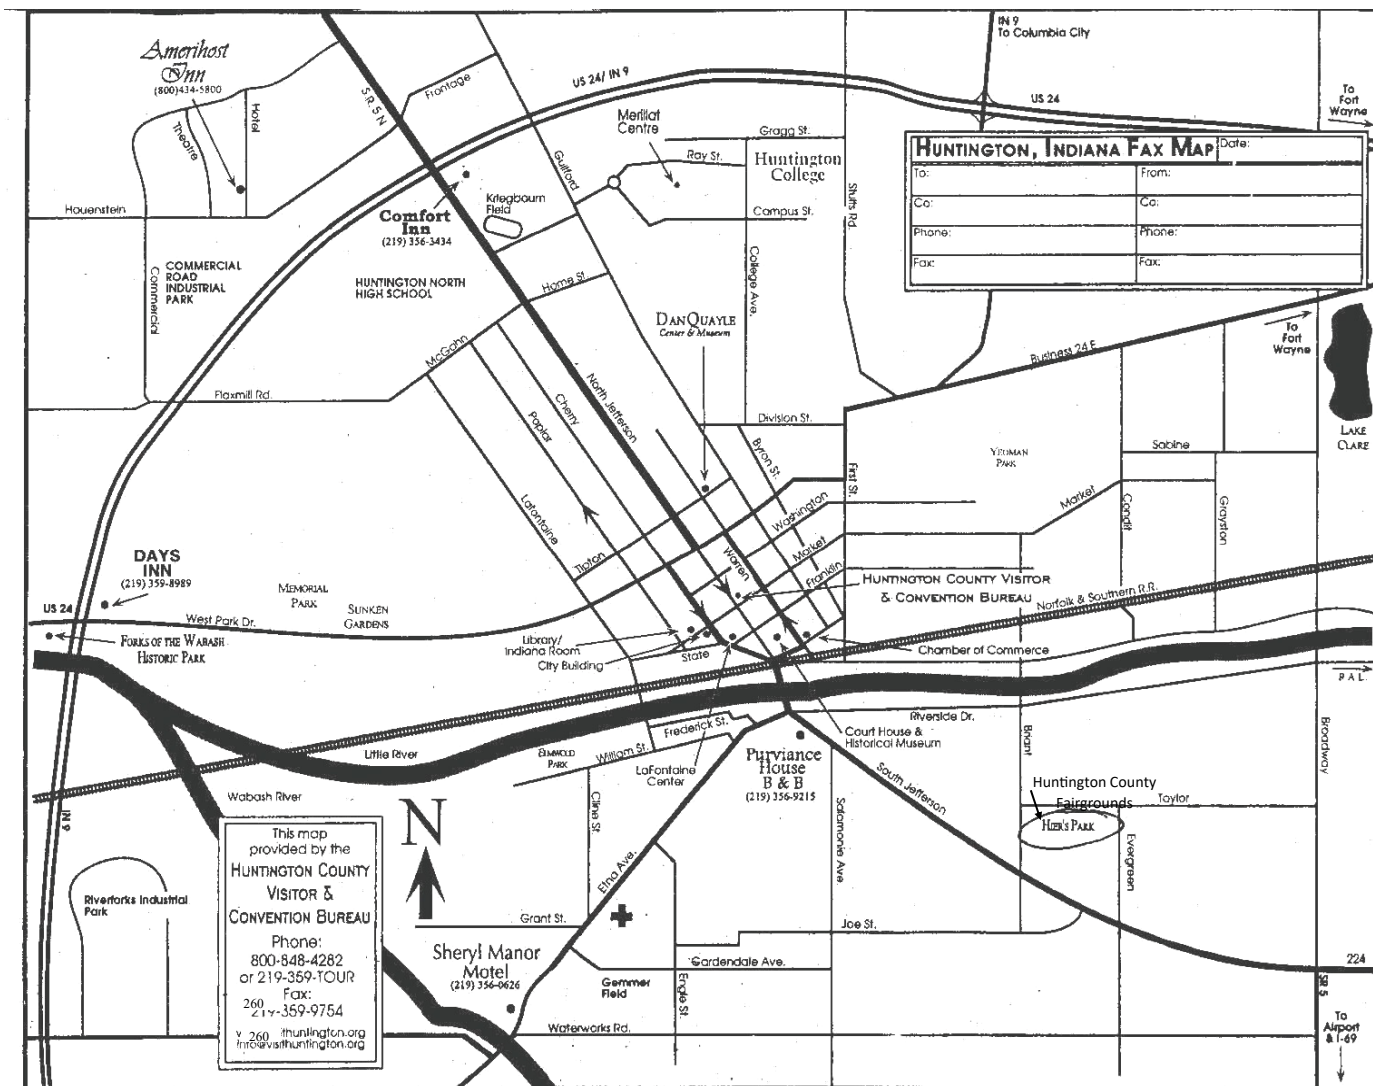 Amerihost
Inn
(800)434-5800
Hotel
Theatre
Hauenstein
Commercial
COMMERCIAL
ROAD
INDUSTRIAL
PARK
S.R. 5 N
Frontage
US 24/ IN 9
Guilford
Comfort
Inn
(219) 356-3434
Kriegbaum
Field
HUNTINGTON NORTH
HIGH SCHOOL
Home St.
Merillat
Centre
Gragg St.
Ray St.
Huntington
College
Campus St.
College Ave.
Stults Rd.
IN 9
To Columbia City
US 24
To
Fort
Wayne
HUNTINGTON, INDIANA FAX MAP
Date:
To:
From:
Co:
Co:
Phone:
Phone:
Fax:
Fax:
To
Fort
Wayne
Business 24 E
LAKE
CLARE
DAN QUAYLE
Center & Museum
McGahn
Flaxmill Rd.
North Jefferson
Cherry
Poplar
Lafontaine
Division St.
Byron St.
First St.
YEOMAN
PARK
Sabine
Market
Condit
Grayston
Washington
Market
Franklin
Warren
Tipton
DAYS
INN
(219) 359-8989
US 24
MEMORIAL
PARK
SUNKEN
GARDENS
West Park Dr.
FORKS OF THE WABASH
HISTORIC PARK
Library/
Indiana Room
City Building
State
HUNTINGTON COUNTY VISITOR
& CONVENTION BUREAU
Norfolk & Southern R.R.
Chamber of Commerce
P.A.L.
Riverside Dr.
Court House &
Historical Museum
Frederick St.
William St.
ELMWOOD
PARK
LaFontaine
Center
Little River
Wabash River
IN 9
Purviance
House
B & B
(219) 356-9215
South Jefferson
Briant
Broadway
Huntington County
Fairgrounds
Taylor
HIER'S PARK
Evergreen
Salamonie Ave.
Cline St.
Etna Ave.
N
This map
provided by the
HUNTINGTON COUNTY
VISITOR &
CONVENTION BUREAU
Phone:
800-848-4282
or 219-359-TOUR
Fax:
260
-359-9754
260
Riverforks Industrial
Park
Grant St.
Joe St.
Sheryl Manor
Motel
(219) 356-0626
Gardendale Ave.
Gemmer
Field
Engle St.
Waterworks Rd.
224
SR 5
To
Airport
& I-69